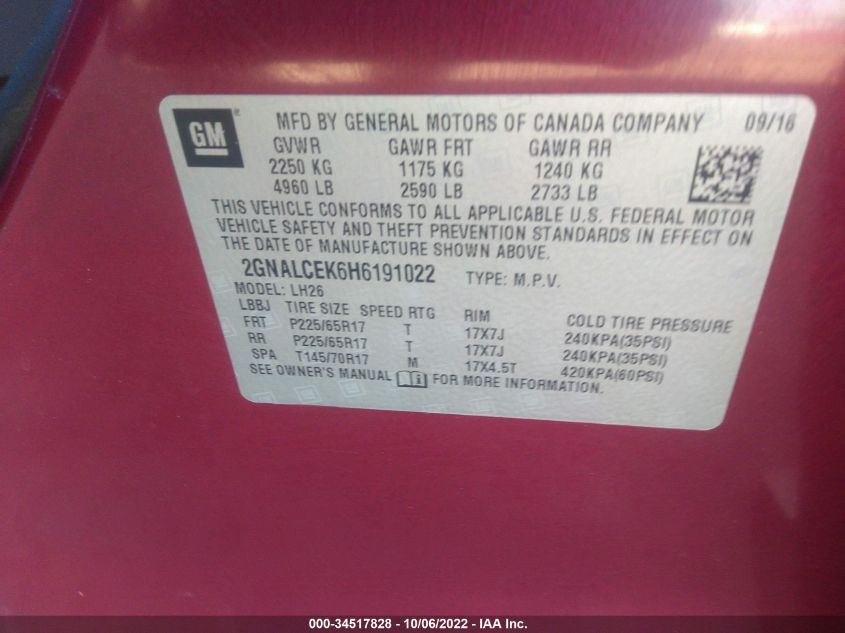 GM ® MFD BY GENERAL MOTORS OF CANADA COMPANY 09/16
GVWR GAWR FRT GAWR RR
2250 KG 1175 KG 1240 KG
4960 LB 2590 LB 2733 LB
THIS VEHICLE CONFORMS TO ALL APPLICABLE U.S. FEDERAL MOTOR
VEHICLE SAFETY AND THEFT PREVENTION STANDARDS IN EFFECT ON
THE DATE OF MANUFACTURE SHOWN ABOVE.
2GNALCEK6H6191022 TYPE: M.P.V.
MODEL: LH26
LBBJ TIRE SIZE SPEED RTG RIM COLD TIRE PRESSURE
FRT P225/65R17 T 17X7J 240KPA(35PSI)
RR P225/65R17 T 17X7J 240KPA(35PSI)
SPA T145/70R17 M 17X4.5T 420KPA(60PSI)
SEE OWNER'S MANUAL FOR MORE INFORMATION.
000-34517828 - 10/06/2022 - IAA Inc.